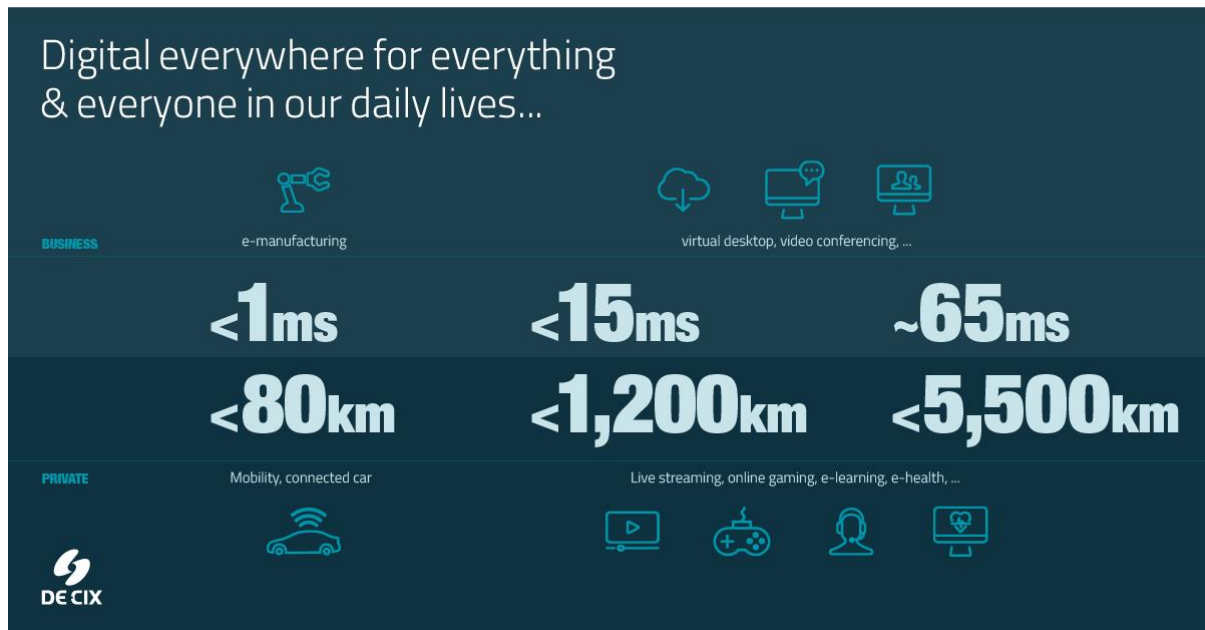 Digital everywhere for everything
& everyone in our daily lives...
BUSINESS
e-manufacturing
virtual desktop, video conferencing, ...
<1ms
<15ms
~65ms
<80km
<1,200km
<5,500km
PRIVATE
Mobility, connected car
Live streaming, online gaming, e-learning, e-health, ...
DE CIX